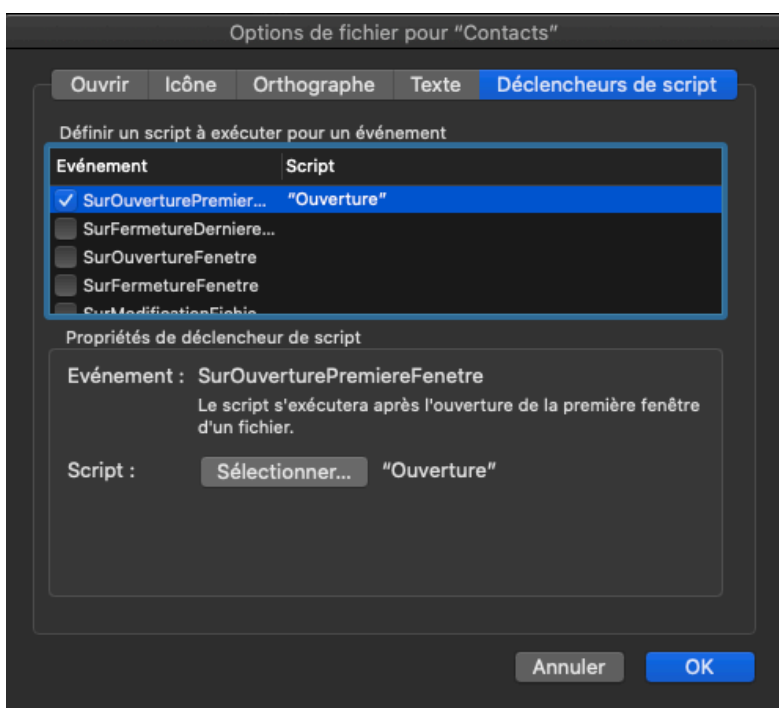 Options de fichier pour “Contacts”
Ouvrir Icône Orthographe Texte Déclencheurs de script
Définir un script à exécuter pour un événement
Evénement Script
SurOuverturePremier... “Ouverture”
SurFermetureDerniere...
SurOuvertureFenetre
SurFermetureFenetre
Propriétés de déclencheur de script
Evénement : SurOuverturePremiereFenetre
Le script s'exécutera après l'ouverture de la première fenêtre
d'un fichier.
Script : Sélectionner... “Ouverture”
Annuler OK